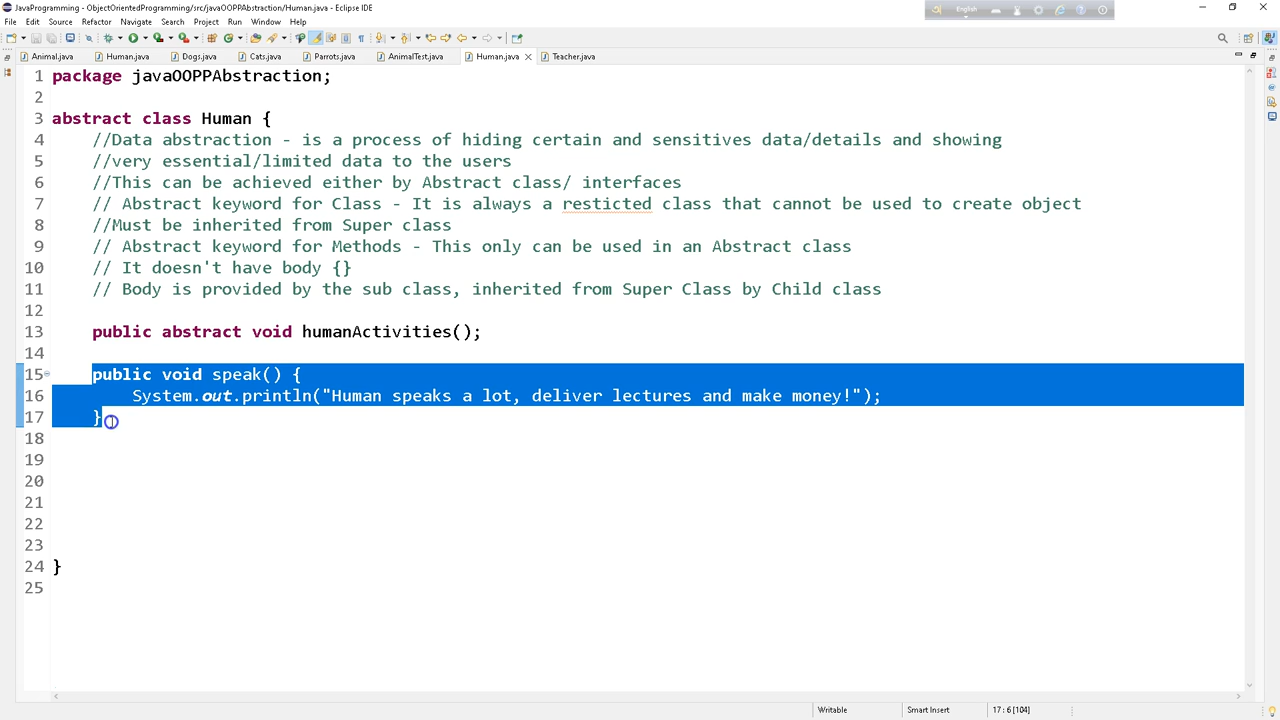 JavaProgramming - ObjectOrientedProgramming/src/javaOOPPAbstraction/Human.java - Eclipse IDE
English
File Edit Source Refactor Navigate Search Project Run Window Help
Animal.java Human.java Dogs.java Cats.java Parrots.java AnimalTest.java Human.java Teacher.java
1 package javaOOPPAbstraction;
2
3 abstract class Human {
4 //Data abstraction - is a process of hiding certain and sensitives data/details and showing
5 //very essential/limited data to the users
6 //This can be achieved either by Abstract class/ interfaces
7 // Abstract keyword for Class - It is always a resticted class that cannot be used to create object
8 //Must be inherited from Super class
9 // Abstract keyword for Methods - This only can be used in an Abstract class
10 // It doesn't have body {}
11 // Body is provided by the sub class, inherited from Super Class by Child class
12
13 public abstract void humanActivities();
14
15 public void speak() {
16 System.out.println("Human speaks a lot, deliver lectures and make money!");
17 }
18
19
20
21
22
23
24 }
25
Writable Smart Insert 17 : 6 [104]